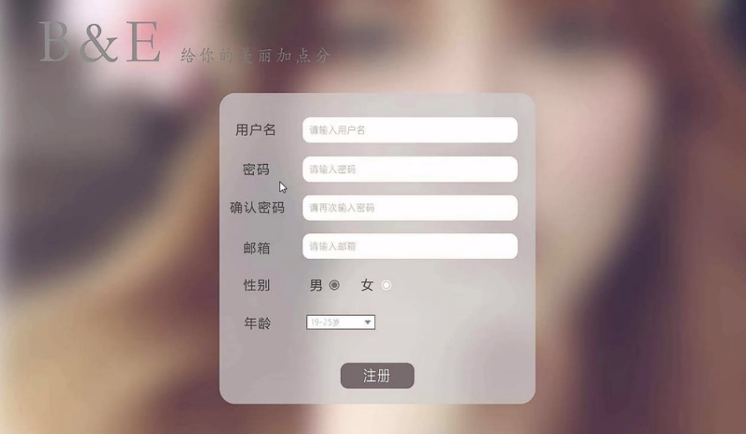 B&E 给你的美丽加点分
用户名 请输入用户名
密码 请输入密码
确认密码 请再次输入密码
邮箱 请输入邮箱
性别 男 女
年龄 19-25岁
注册